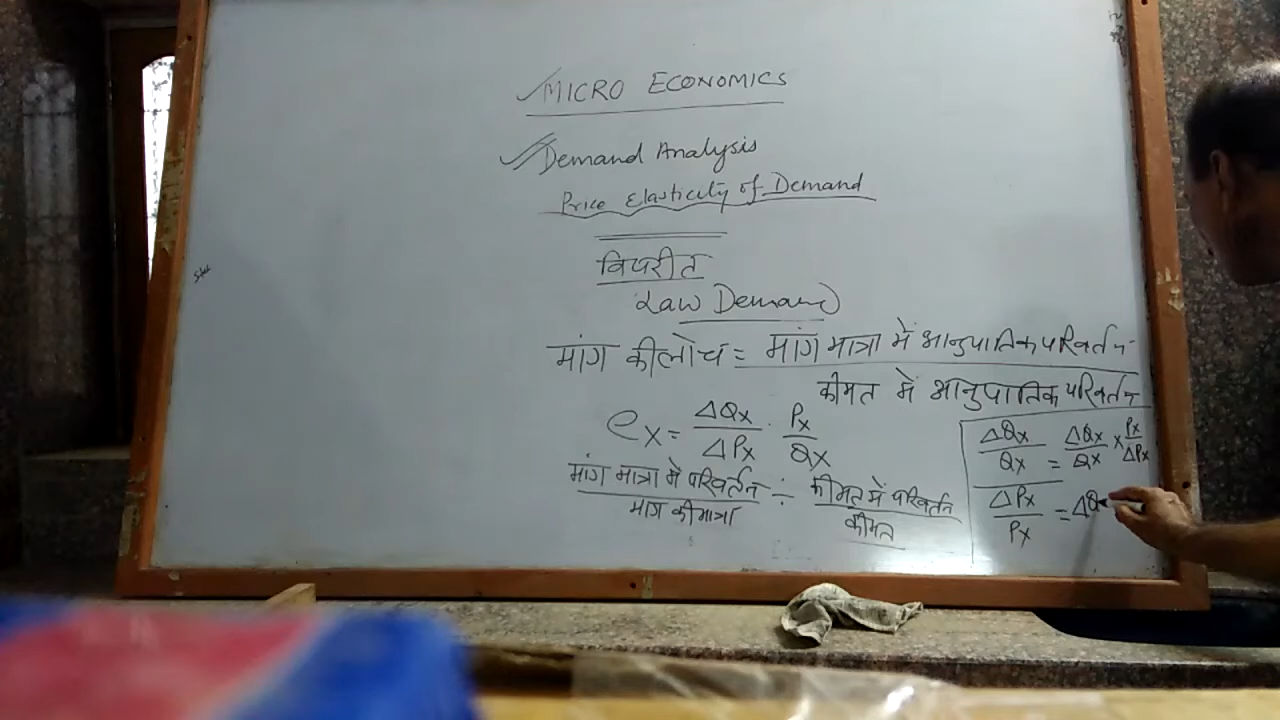 MICRO ECONOMICS
Demand Analysis
Price Elasticity of Demand
विपरीत
Law Demand
मांग की लोच = मांग मात्रा में आनुपातिक परिवर्तन
कीमत में आनुपातिक परिवर्तन
eₓ = ΔQx/ΔPx · Px/Qx
मांग मात्रा में परिवर्तन/मांग की मात्रा ÷ कीमत में परिवर्तन/कीमत
ΔQx/Qx = ΔQx/Qx × Px/ΔPx
ΔPx/Px = ΔQ